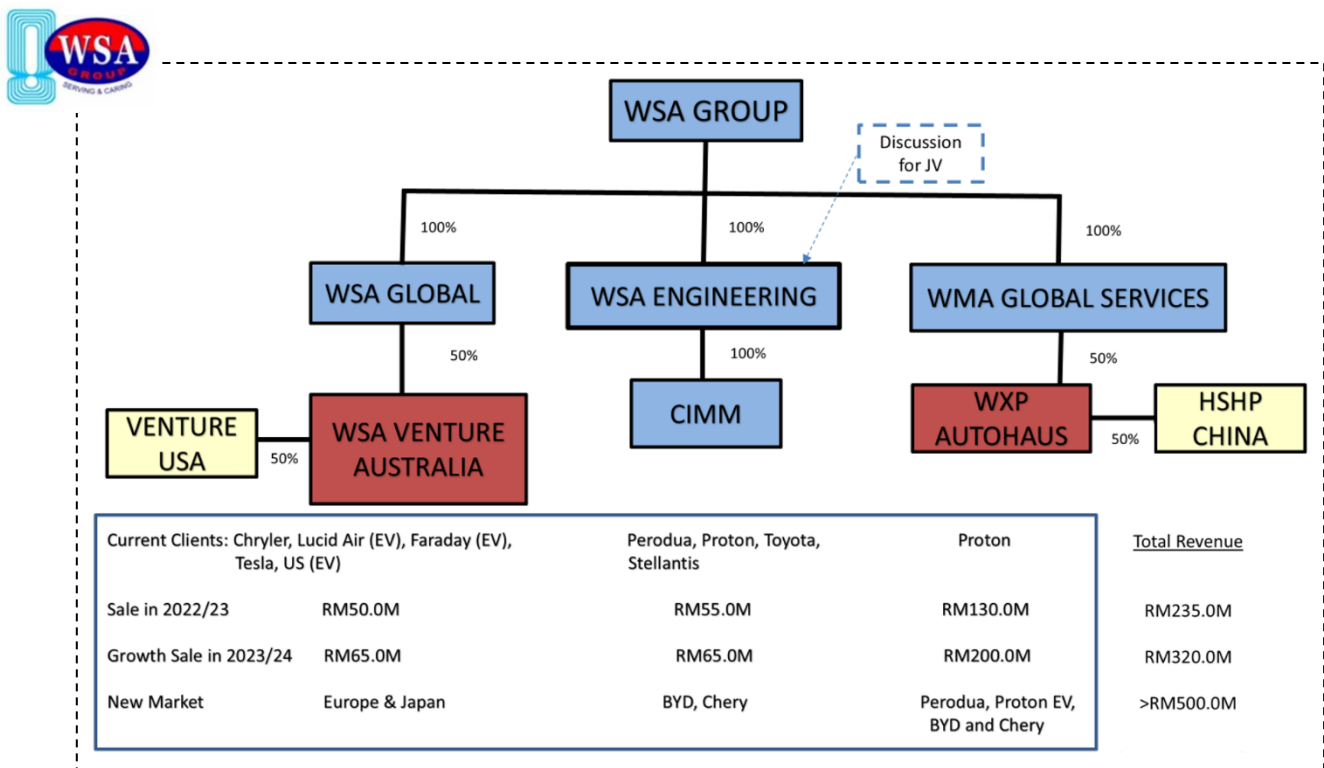 WSA
GROUP
SERVING & CARING
WSA GROUP
Discussion
for JV
100%
100%
100%
WSA GLOBAL
WSA ENGINEERING
WMA GLOBAL SERVICES
50%
100%
50%
VENTURE
USA
50%
WSA VENTURE
AUSTRALIA
CIMM
WXP
AUTOHAUS
50%
HSHP
CHINA
Current Clients: Chryler, Lucid Air (EV), Faraday (EV),
Tesla, US (EV)
Perodua, Proton, Toyota,
Stellantis
Proton
Total Revenue
Sale in 2022/23 RM50.0M RM55.0M RM130.0M RM235.0M
Growth Sale in 2023/24 RM65.0M RM65.0M RM200.0M RM320.0M
New Market Europe & Japan BYD, Chery Perodua, Proton EV, >RM500.0M
BYD and Chery